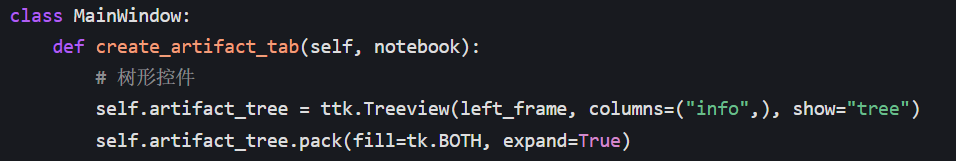 class MainWindow:
    def create_artifact_tab(self, notebook):
        # 树形控件
        self.artifact_tree = ttk.Treeview(left_frame, columns=("info",), show="tree")
        self.artifact_tree.pack(fill=tk.BOTH, expand=True)